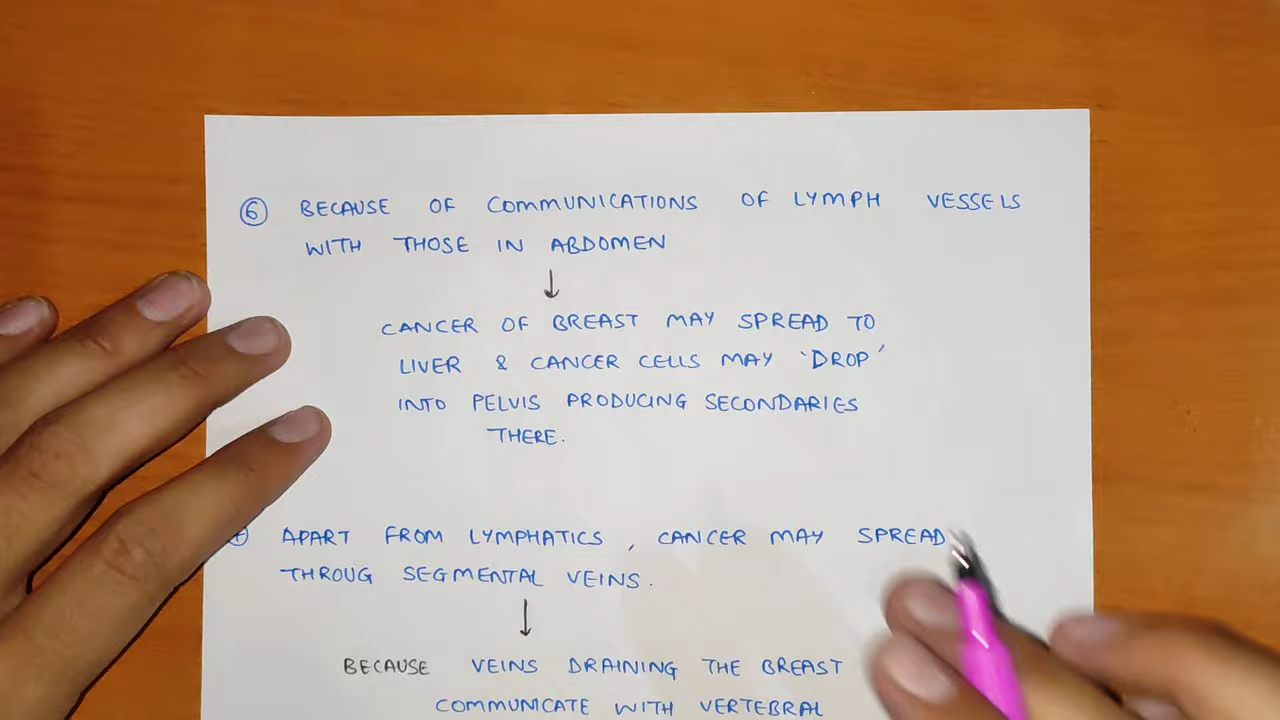 6 BECAUSE OF COMMUNICATIONS OF LYMPH VESSELS
WITH THOSE IN ABDOMEN
↓
CANCER OF BREAST MAY SPREAD TO
LIVER & CANCER CELLS MAY 'DROP'
INTO PELVIS PRODUCING SECONDARIES
THERE.
APART FROM LYMPHATICS, CANCER MAY SPREAD
THROUG SEGMENTAL VEINS.
↓
BECAUSE VEINS DRAINING THE BREAST
COMMUNICATE WITH VERTEBRAL